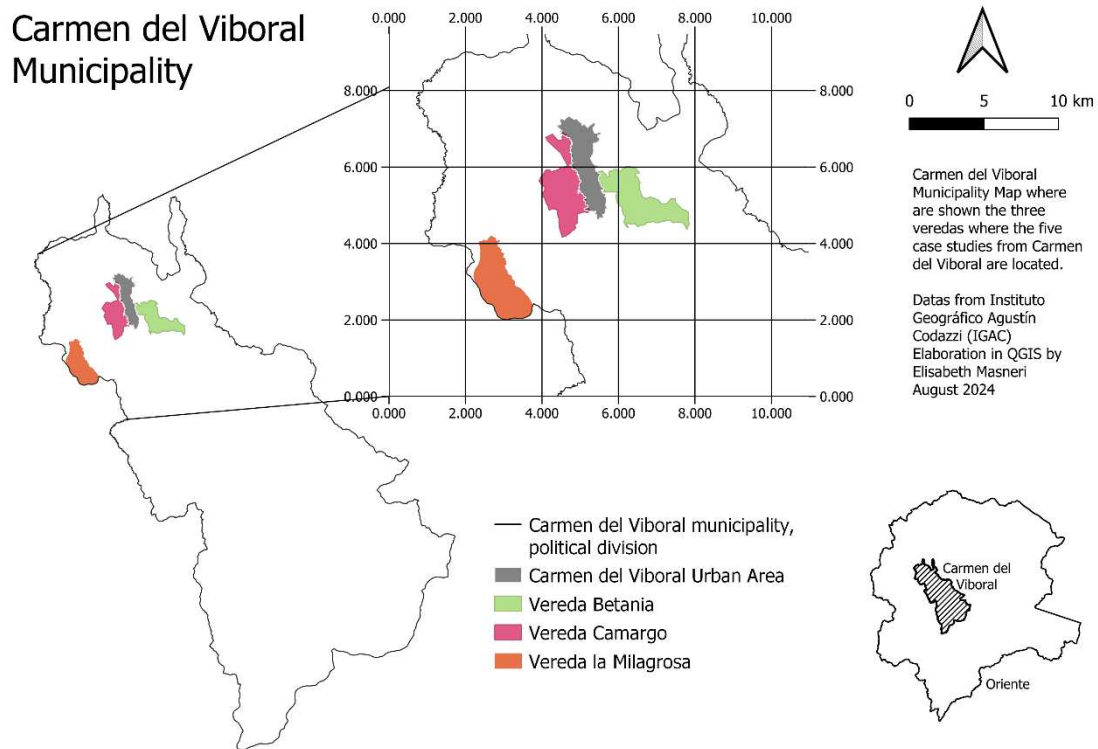 Carmen del Viboral
Municipality
0.000 2.000 4.000 6.000 8.000 10.000
8.000 8.000
6.000 6.000
4.000 4.000
2.000 2.000
0.000 0.000
0.000 2.000 4.000 6.000 8.000 10.000
0 5 10 km
Carmen del Viboral
Municipality Map where
are shown the three
veredas where the five
case studies from Carmen
del Viboral are located.
Datas from Instituto
Geográfico Agustín
Codazzi (IGAC)
Elaboration in QGIS by
Elisabeth Masneri
August 2024
Carmen del Viboral municipality,
political division
Carmen del Viboral Urban Area
Vereda Betania
Vereda Camargo
Vereda la Milagrosa
Carmen del
Viboral
Oriente